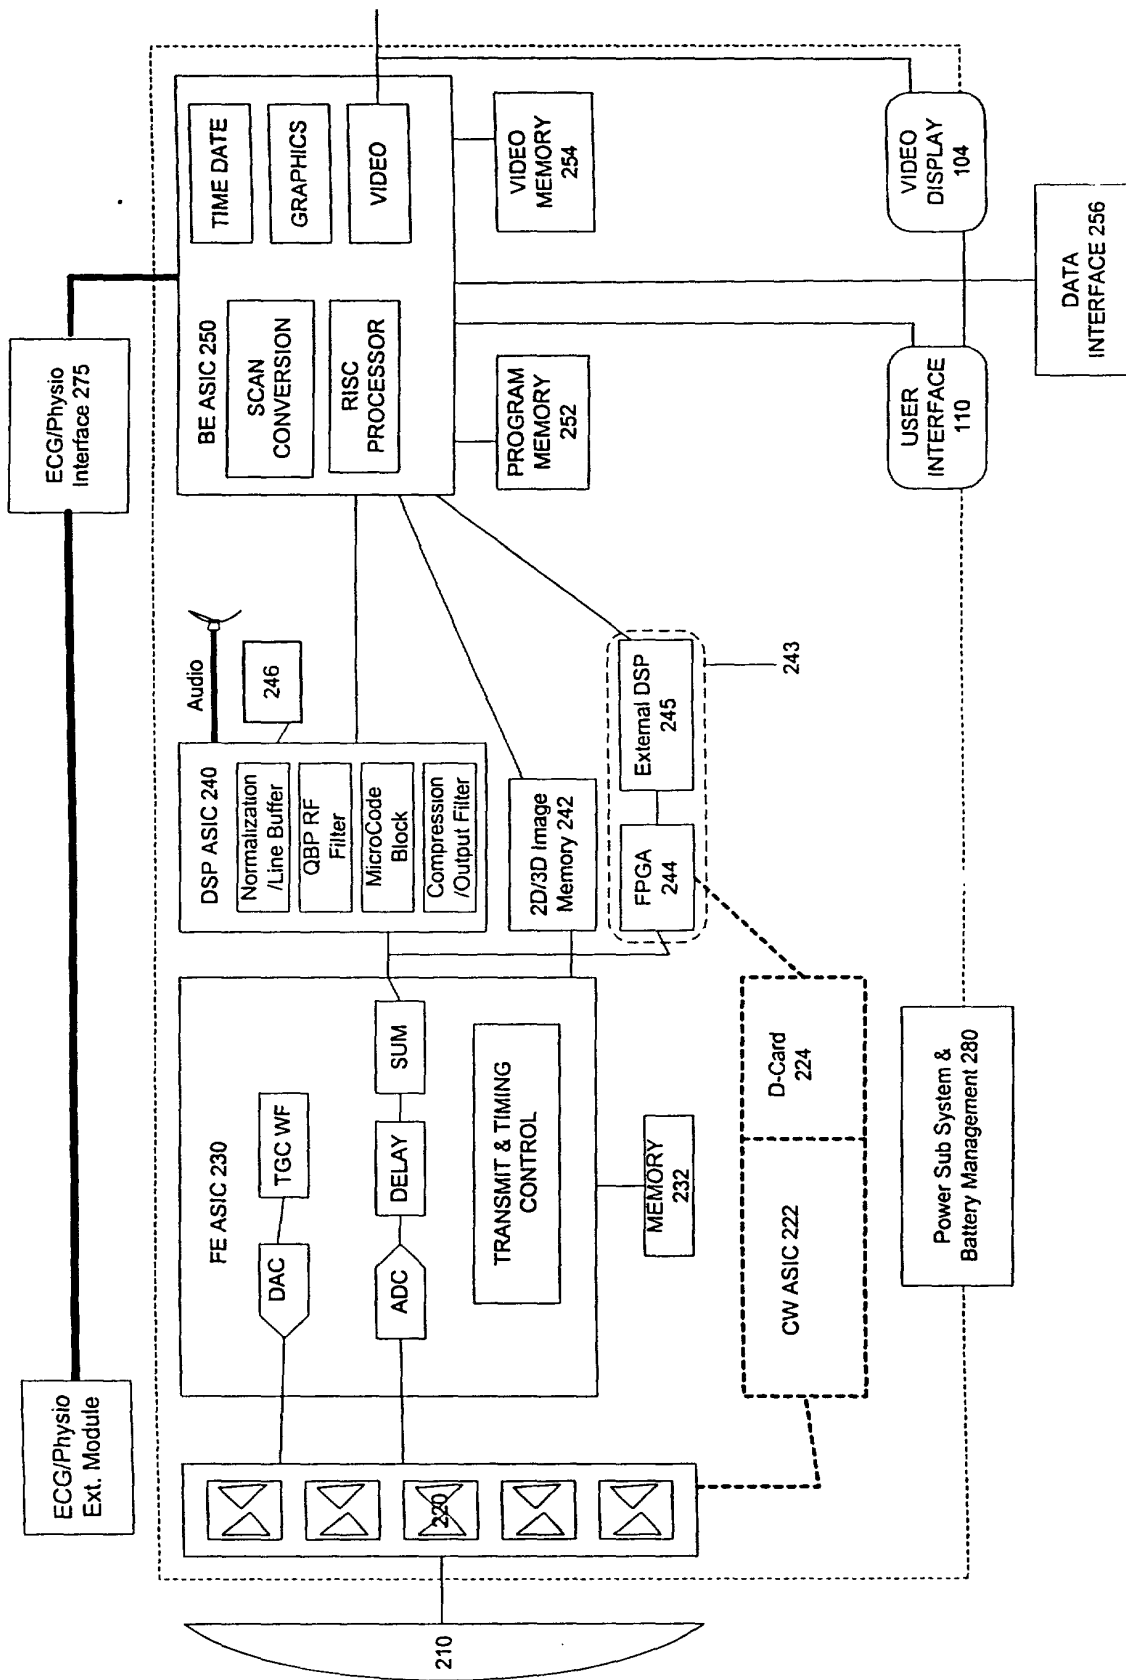 ECG/Physio
Ext. Module
ECG/Physio
Interface 275
210
220
FE ASIC 230
DAC
TGC WF
ADC
DELAY
SUM
TRANSMIT & TIMING
CONTROL
MEMORY
232
CW ASIC 222
D-Card
224
Power Sub System &
Battery Management 280
Audio
DSP ASIC 240
Normalization
/Line Buffer
QBP RF
Filter
MicroCode
Block
Compression
/Output Filter
246
2D/3D Image
Memory 242
FPGA
244
External DSP
245
243
BE ASIC 250
SCAN
CONVERSION
RISC
PROCESSOR
TIME DATE
GRAPHICS
VIDEO
PROGRAM
MEMORY
252
VIDEO
MEMORY
254
USER
INTERFACE
110
VIDEO
DISPLAY
104
DATA
INTERFACE 256